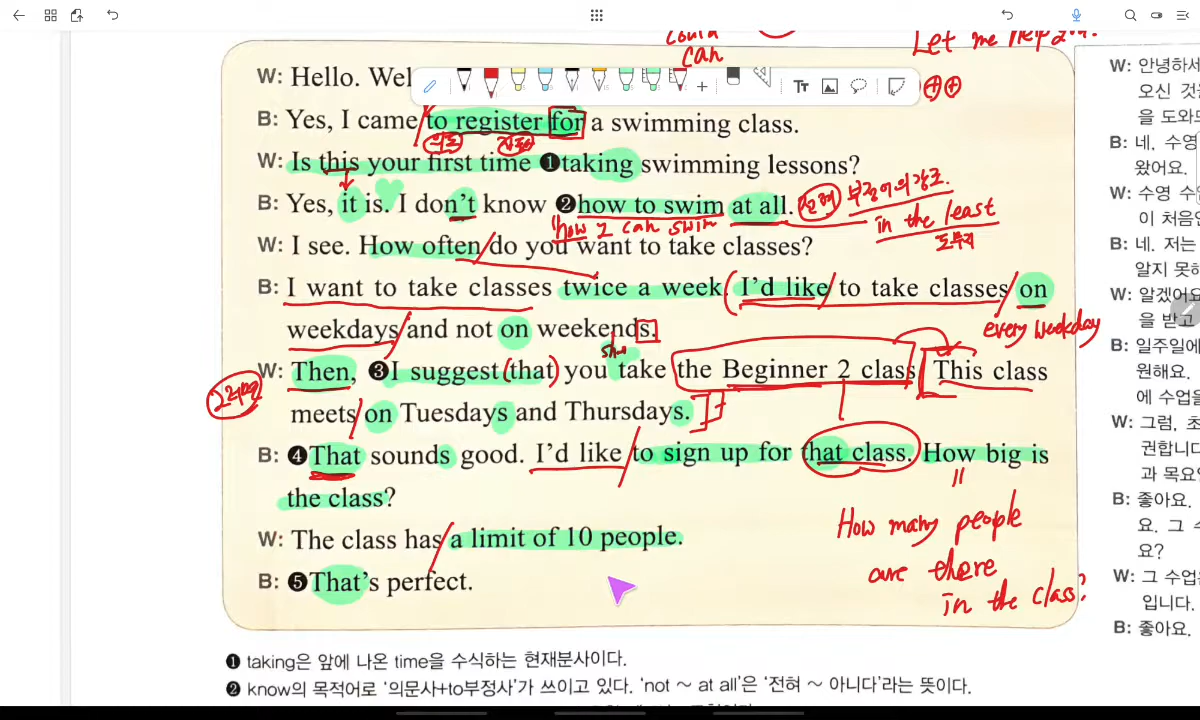 could
can
Let me help you.
W: Hello. Wel
B: Yes, I came to register for a swimming class.
의도
W: Is this your first time ❶taking swimming lessons?
B: Yes, it is. I don't know ❷how to swim at all.
전혀
부정어의 강조
in the least
도무지
how I can swim
W: I see. How often do you want to take classes?
B: I want to take classes twice a week. I'd like to take classes on
weekdays and not on weekends.
every weekday
should
W: Then, ❸I suggest (that) you take the Beginner 2 class. This class
meets on Tuesdays and Thursdays.
B: ❹That sounds good. I'd like to sign up for that class. How big is
the class?
How many people
are there
in the class?
W: The class has a limit of 10 people.
B: ❺That's perfect.
❶ taking은 앞에 나온 time을 수식하는 현재분사이다.
❷ know의 목적어로 '의문사+to부정사'가 쓰이고 있다. 'not ~ at all'은 '전혀 ~ 아니다'라는 뜻이다.
W: 안녕하세
오신 것
을 도와드
B: 네, 수영
왔어요.
W: 수영 수
이 처음인
B: 네. 저는
알지 못하
W: 알겠어요
을 받고
B: 일주일에
원해요.
에 수업을
W: 그럼, 초
권합니다
과 목요일
B: 좋아요.
요. 그 수
요?
W: 그 수업은
입니다.
B: 좋아요.
TT